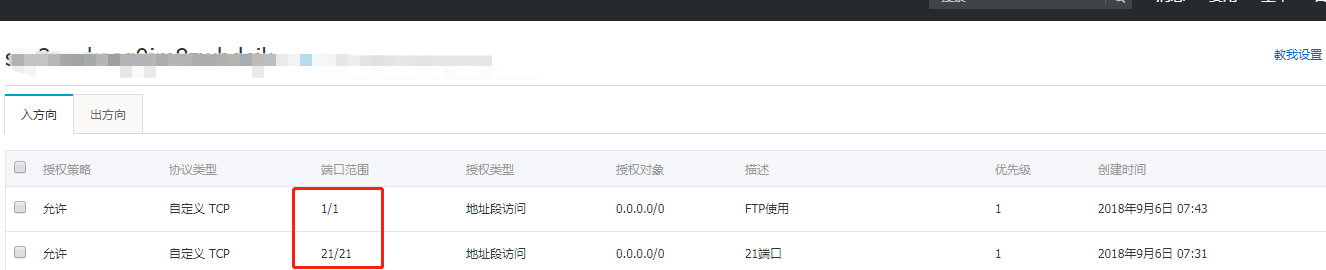 教我设置
入方向 出方向
授权策略 协议类型 端口范围 授权类型 授权对象 描述 优先级 创建时间
允许 自定义 TCP 1/1 地址段访问 0.0.0.0/0 FTP使用 1 2018年9月6日 07:43
允许 自定义 TCP 21/21 地址段访问 0.0.0.0/0 21端口 1 2018年9月6日 07:31